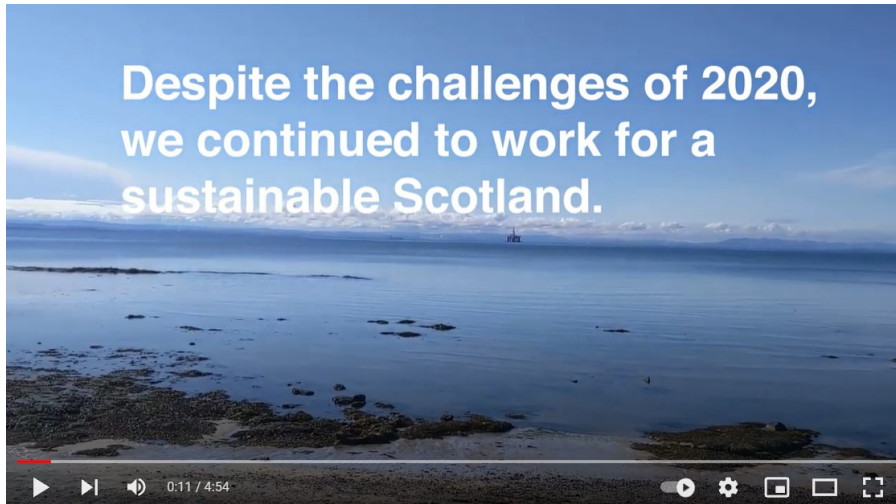 Despite the challenges of 2020,
we continued to work for a
sustainable Scotland.
0:11 / 4:54